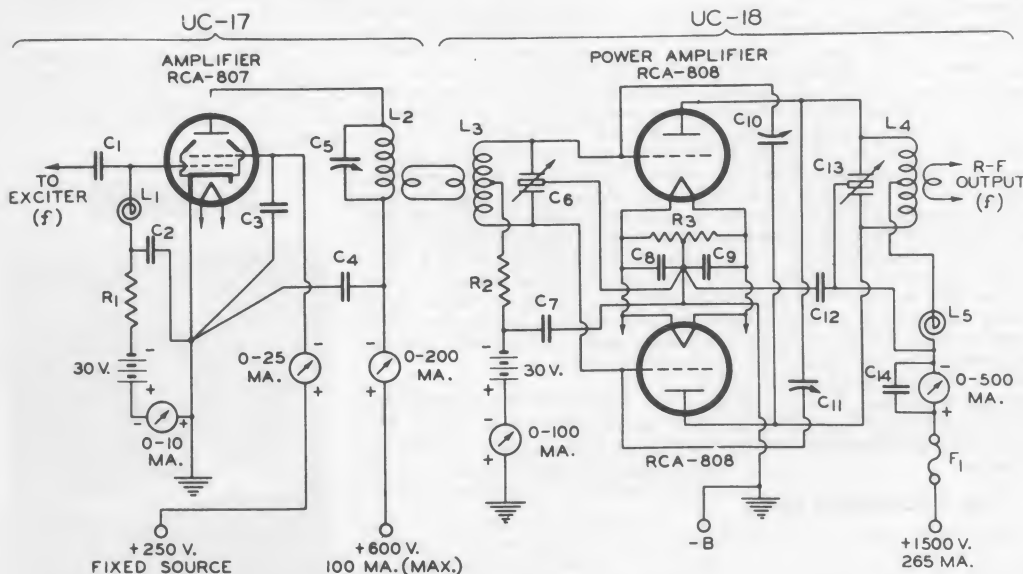 UC-17
UC-18
AMPLIFIER
RCA-807
POWER AMPLIFIER
RCA-808
C1
TO
EXCITER
(f)
L1
C2
R1
30 V.
0-10
MA.
C3
0-25
MA.
+250 V.
FIXED SOURCE
C5
L2
C4
0-200
MA.
+600 V.
100 MA.(MAX.)
L3
C6
R2
C7
30V.
0-100
MA.
R3
C8
C9
RCA-808
-B
C10
C11
C12
C13
L4
R-F
OUTPUT
(f)
L5
C14
0-500
MA.
F1
+1500 V.
265 MA.